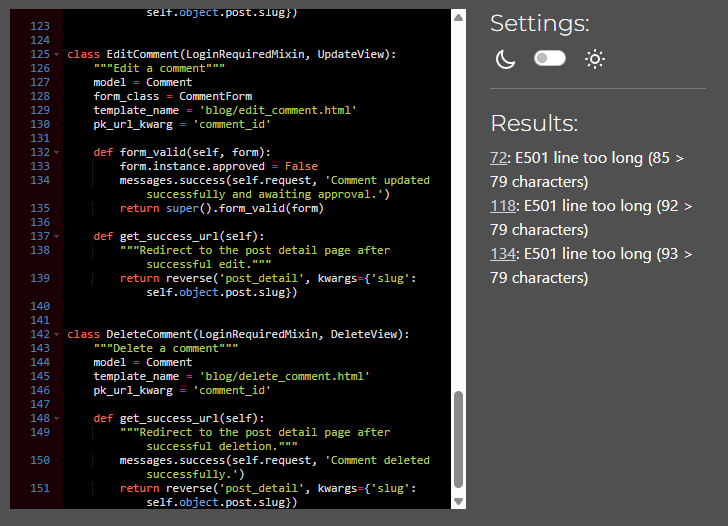 self.object.post.slug})
123
124
125 class EditComment(LoginRequiredMixin, UpdateView):
126 """Edit a comment"""
127 model = Comment
128 form_class = CommentForm
129 template_name = 'blog/edit_comment.html'
130 pk_url_kwarg = 'comment_id'
131
132 def form_valid(self, form):
133 form.instance.approved = False
134 messages.success(self.request, 'Comment updated
successfully and awaiting approval.')
135 return super().form_valid(form)
136
137 def get_success_url(self):
138 """Redirect to the post detail page after
successful edit."""
139 return reverse('post_detail', kwargs={'slug':
self.object.post.slug})
140
141
142 class DeleteComment(LoginRequiredMixin, DeleteView):
143 """Delete a comment"""
144 model = Comment
145 template_name = 'blog/delete_comment.html'
146 pk_url_kwarg = 'comment_id'
147
148 def get_success_url(self):
149 """Redirect to the post detail page after
successful deletion."""
150 messages.success(self.request, 'Comment deleted
successfully.')
151 return reverse('post_detail', kwargs={'slug':
self.object.post.slug})
Settings:
Results:
72: E501 line too long (85 >
79 characters)
118: E501 line too long (92 >
79 characters)
134: E501 line too long (93 >
79 characters)